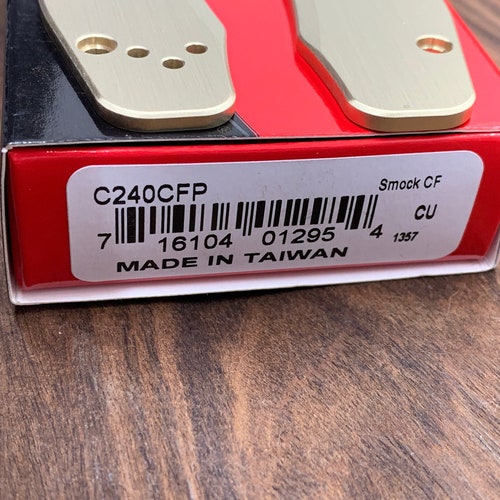 C240CFP Smock CF
7 16104 01295 4 CU
MADE IN TAIWAN 1357